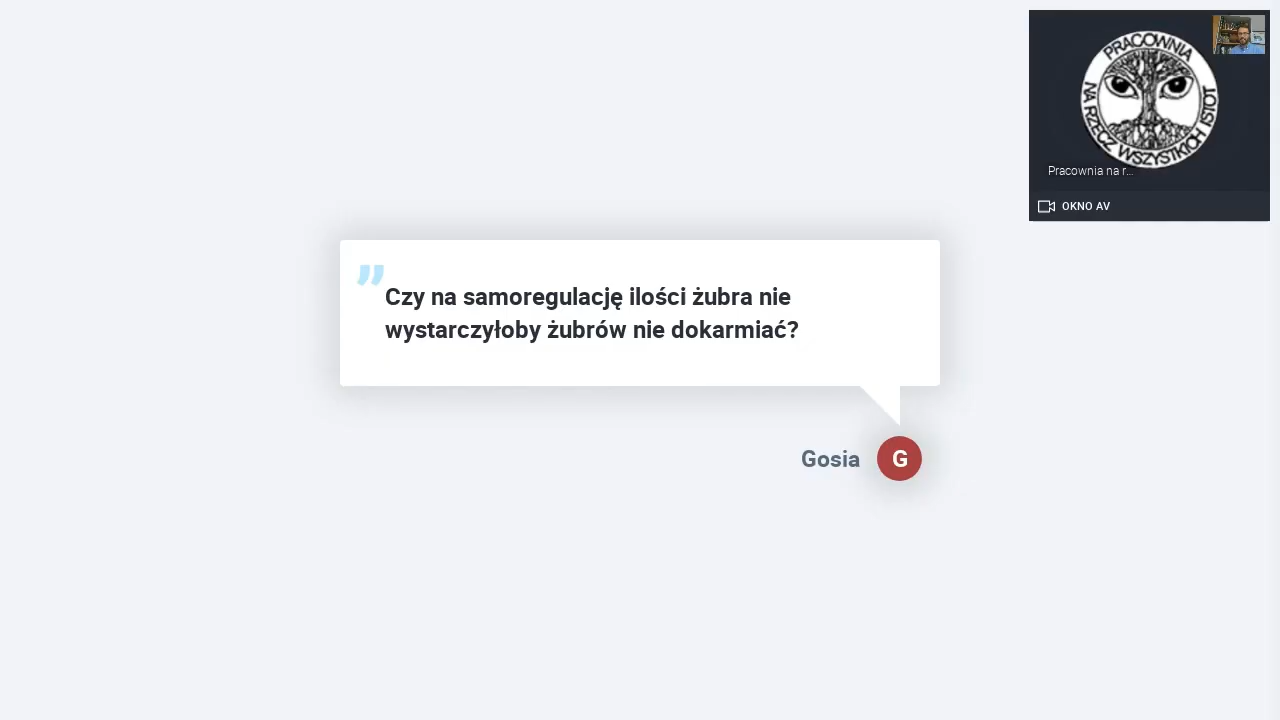 PRACOWNIA
NA RZECZ WSZYSTKICH ISTOT
Pracownia na r...
OKNO AV
” Czy na samoregulację ilości żubra nie
wystarczyłoby żubrów nie dokarmiać?
Gosia G